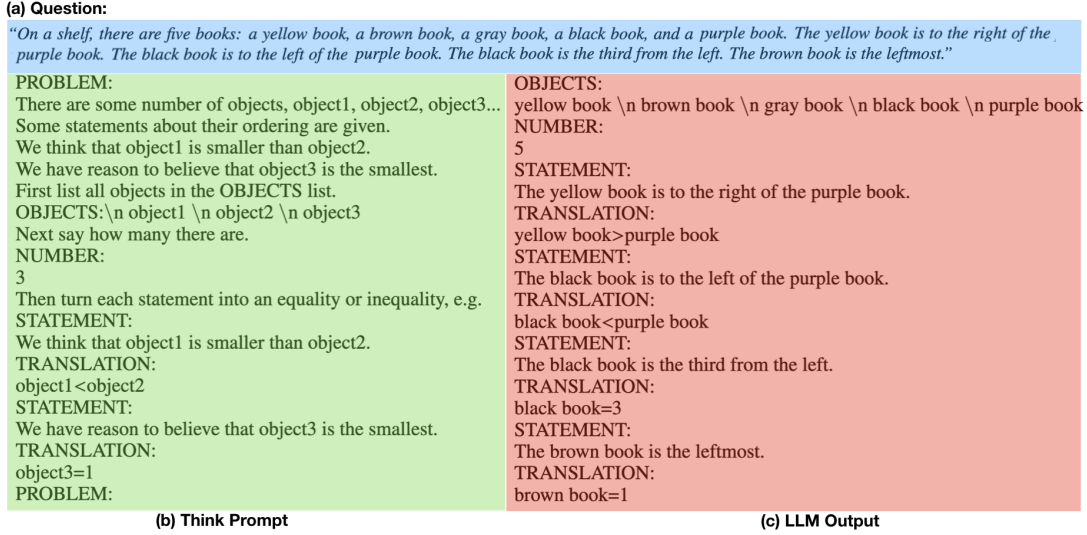 (a) Question:
“On a shelf, there are five books: a yellow book, a brown book, a gray book, a black book, and a purple book. The yellow book is to the right of the
purple book. The black book is to the left of the purple book. The black book is the third from the left. The brown book is the leftmost.”
PROBLEM:
There are some number of objects, object1, object2, object3...
Some statements about their ordering are given.
We think that object1 is smaller than object2.
We have reason to believe that object3 is the smallest.
First list all objects in the OBJECTS list.
OBJECTS:\n object1 \n object2 \n object3
Next say how many there are.
NUMBER:
3
Then turn each statement into an equality or inequality, e.g.
STATEMENT:
We think that object1 is smaller than object2.
TRANSLATION:
object1<object2
STATEMENT:
We have reason to believe that object3 is the smallest.
TRANSLATION:
object3=1
PROBLEM:
(b) Think Prompt
OBJECTS:
yellow book \n brown book \n gray book \n black book \n purple book
NUMBER:
5
STATEMENT:
The yellow book is to the right of the purple book.
TRANSLATION:
yellow book>purple book
STATEMENT:
The black book is to the left of the purple book.
TRANSLATION:
black book<purple book
STATEMENT:
The black book is the third from the left.
TRANSLATION:
black book=3
STATEMENT:
The brown book is the leftmost.
TRANSLATION:
brown book=1
(c) LLM Output